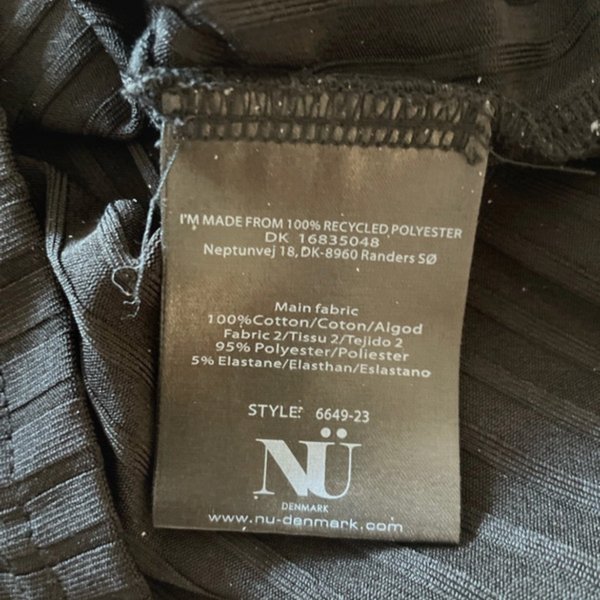 I'M MADE FROM 100% RECYCLED POLYESTER
DK 16835048
Neptunvej 18, DK-8960 Randers SØ
Main fabric
100%Cotton/Coton/Algod
Fabric 2/Tissu 2/Tejido 2
95% Polyester/Poliester
5% Elastane/Elasthan/Eslastano
STYLE: 6649-23
NÜ
DENMARK
www.nu-denmark.com